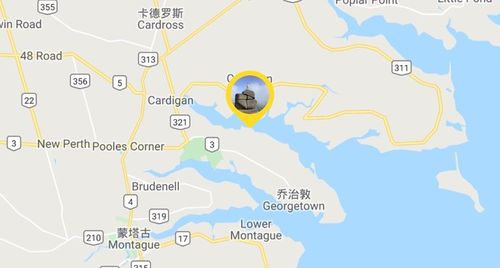 355
Poplar Point
Little Pond
win Road
卡德罗斯
Cardross
48 Road
313
311
356
5
22
Cardigan
321
3
New Perth
Pooles Corner
3
Brudenell
4
乔治敦
Georgetown
319
210
蒙塔古
Montague
17
Lower
Montague
315